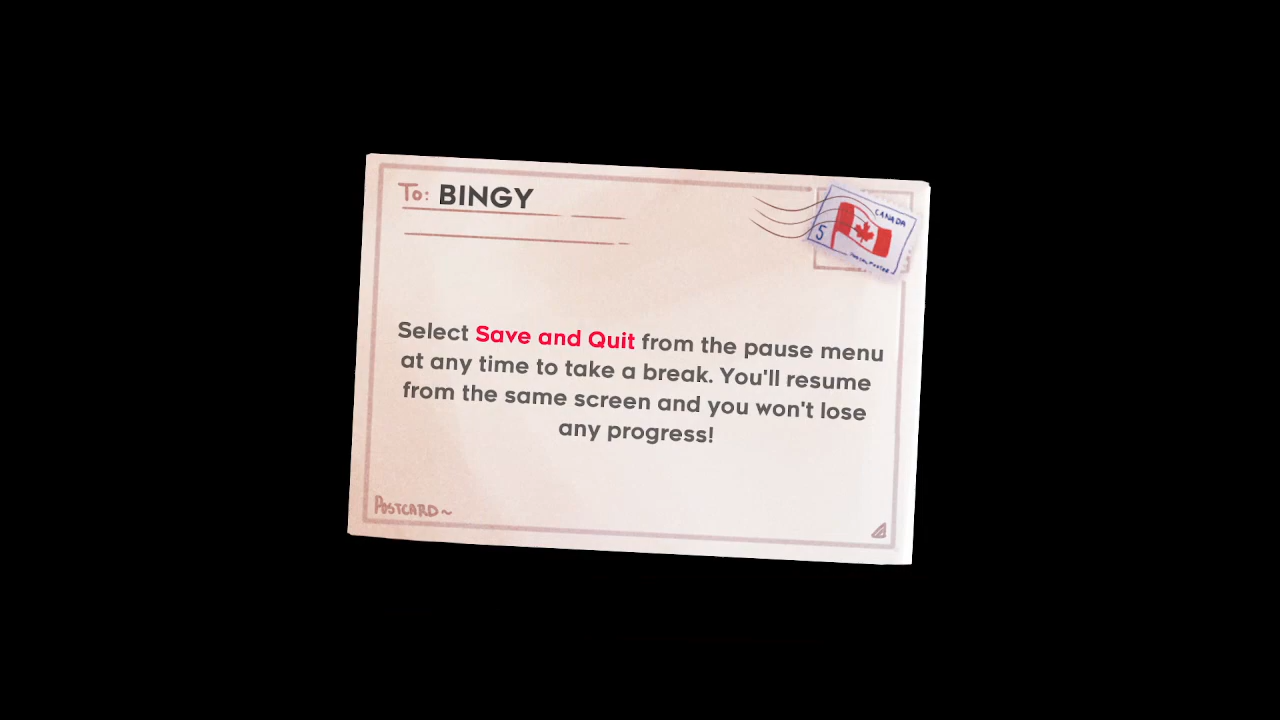 To: BINGY
CANADA
5
Select Save and Quit from the pause menu
at any time to take a break. You'll resume
from the same screen and you won't lose
any progress!
POSTCARD~